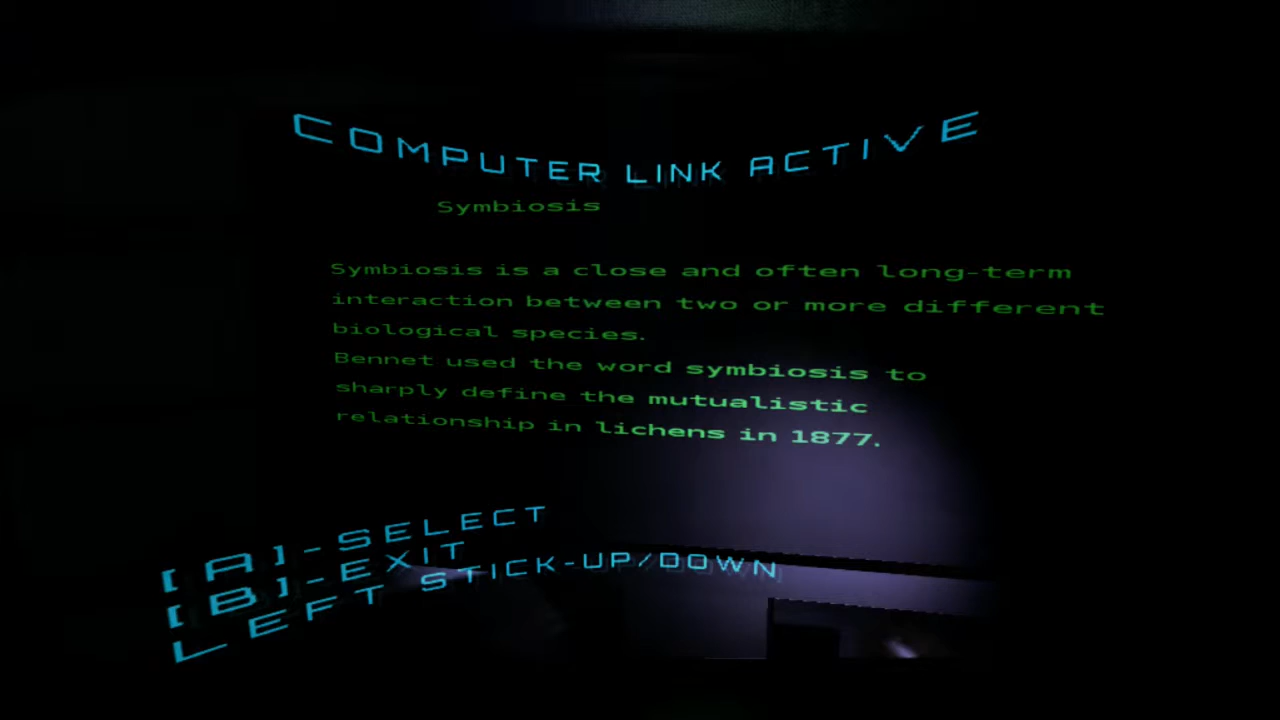 COMPUTER LINK ACTIVE
Symbiosis
Symbiosis is a close and often long-term
interaction between two or more different
biological species.
Bennet used the word symbiosis to
sharply define the mutualistic
relationship in lichens in 1877.
[A]-SELECT
[B]-EXIT
LEFT STICK-UP/DOWN